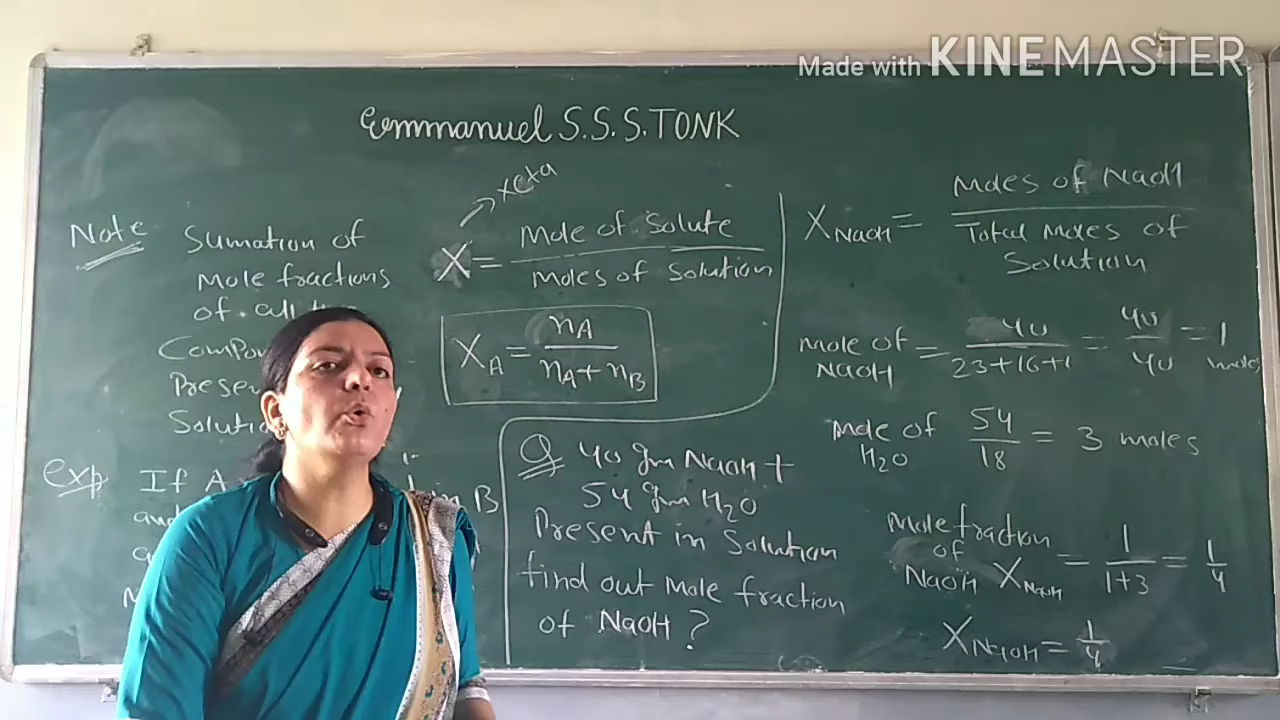 Made with KINEMASTER
Emmanuel S.S.S.TONK
Note
Sumation of
Mole fractions
of all
Present
exp If A
in B
xeta
X = Mole of Solute
Moles of Solution
X_A = n_A
n_A + n_B
Q 40 gm NaOH +
54 gm H2O
Present in Solution
find out Mole fraction
of NaOH ?
X_NaOH = Moles of NaOH
Total Moles of
Solution
Mole of NaOH = 40 / 23+16+1 = 40 / 40 = 1 moles
Mole of H2O 54 / 18 = 3 moles
Mole fraction
of
NaOH X_NaOH = 1 / 1+3 = 1 / 4
X_NaOH = 1 / 4